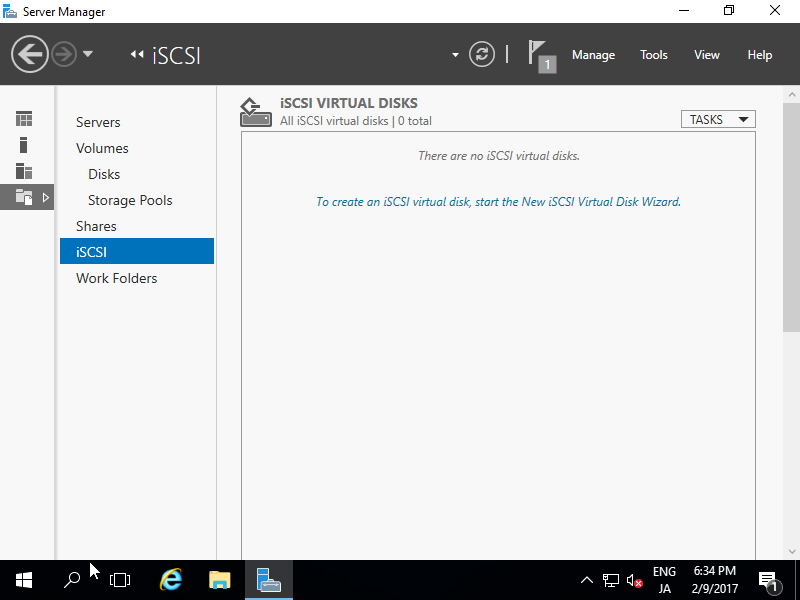 Server Manager
iSCSI
1
Manage
Tools
View
Help
Servers
Volumes
Disks
Storage Pools
Shares
iSCSI
Work Folders
iSCSI VIRTUAL DISKS
All iSCSI virtual disks | 0 total
TASKS
There are no iSCSI virtual disks.
To create an iSCSI virtual disk, start the New iSCSI Virtual Disk Wizard.
ENG
JA
6:34 PM
2/9/2017
1